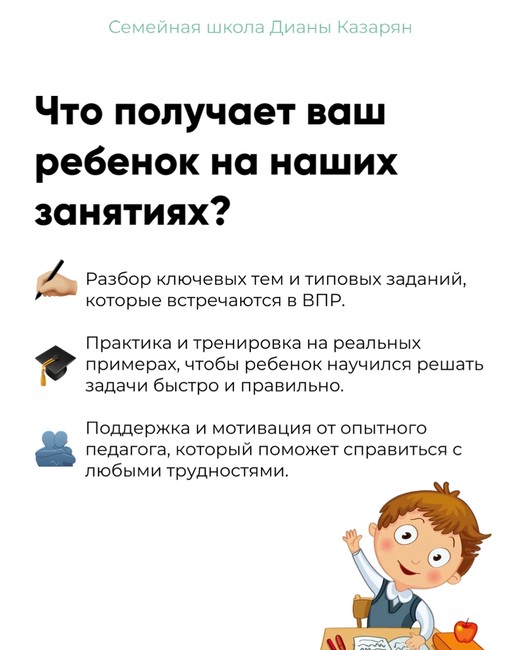 Семейная школа Дианы Казарян
Что получает ваш
ребенок на наших
занятиях?
Разбор ключевых тем и типовых заданий,
которые встречаются в ВПР.
Практика и тренировка на реальных
примерах, чтобы ребенок научился решать
задачи быстро и правильно.
Поддержка и мотивация от опытного
педагога, который поможет справиться с
любыми трудностями.